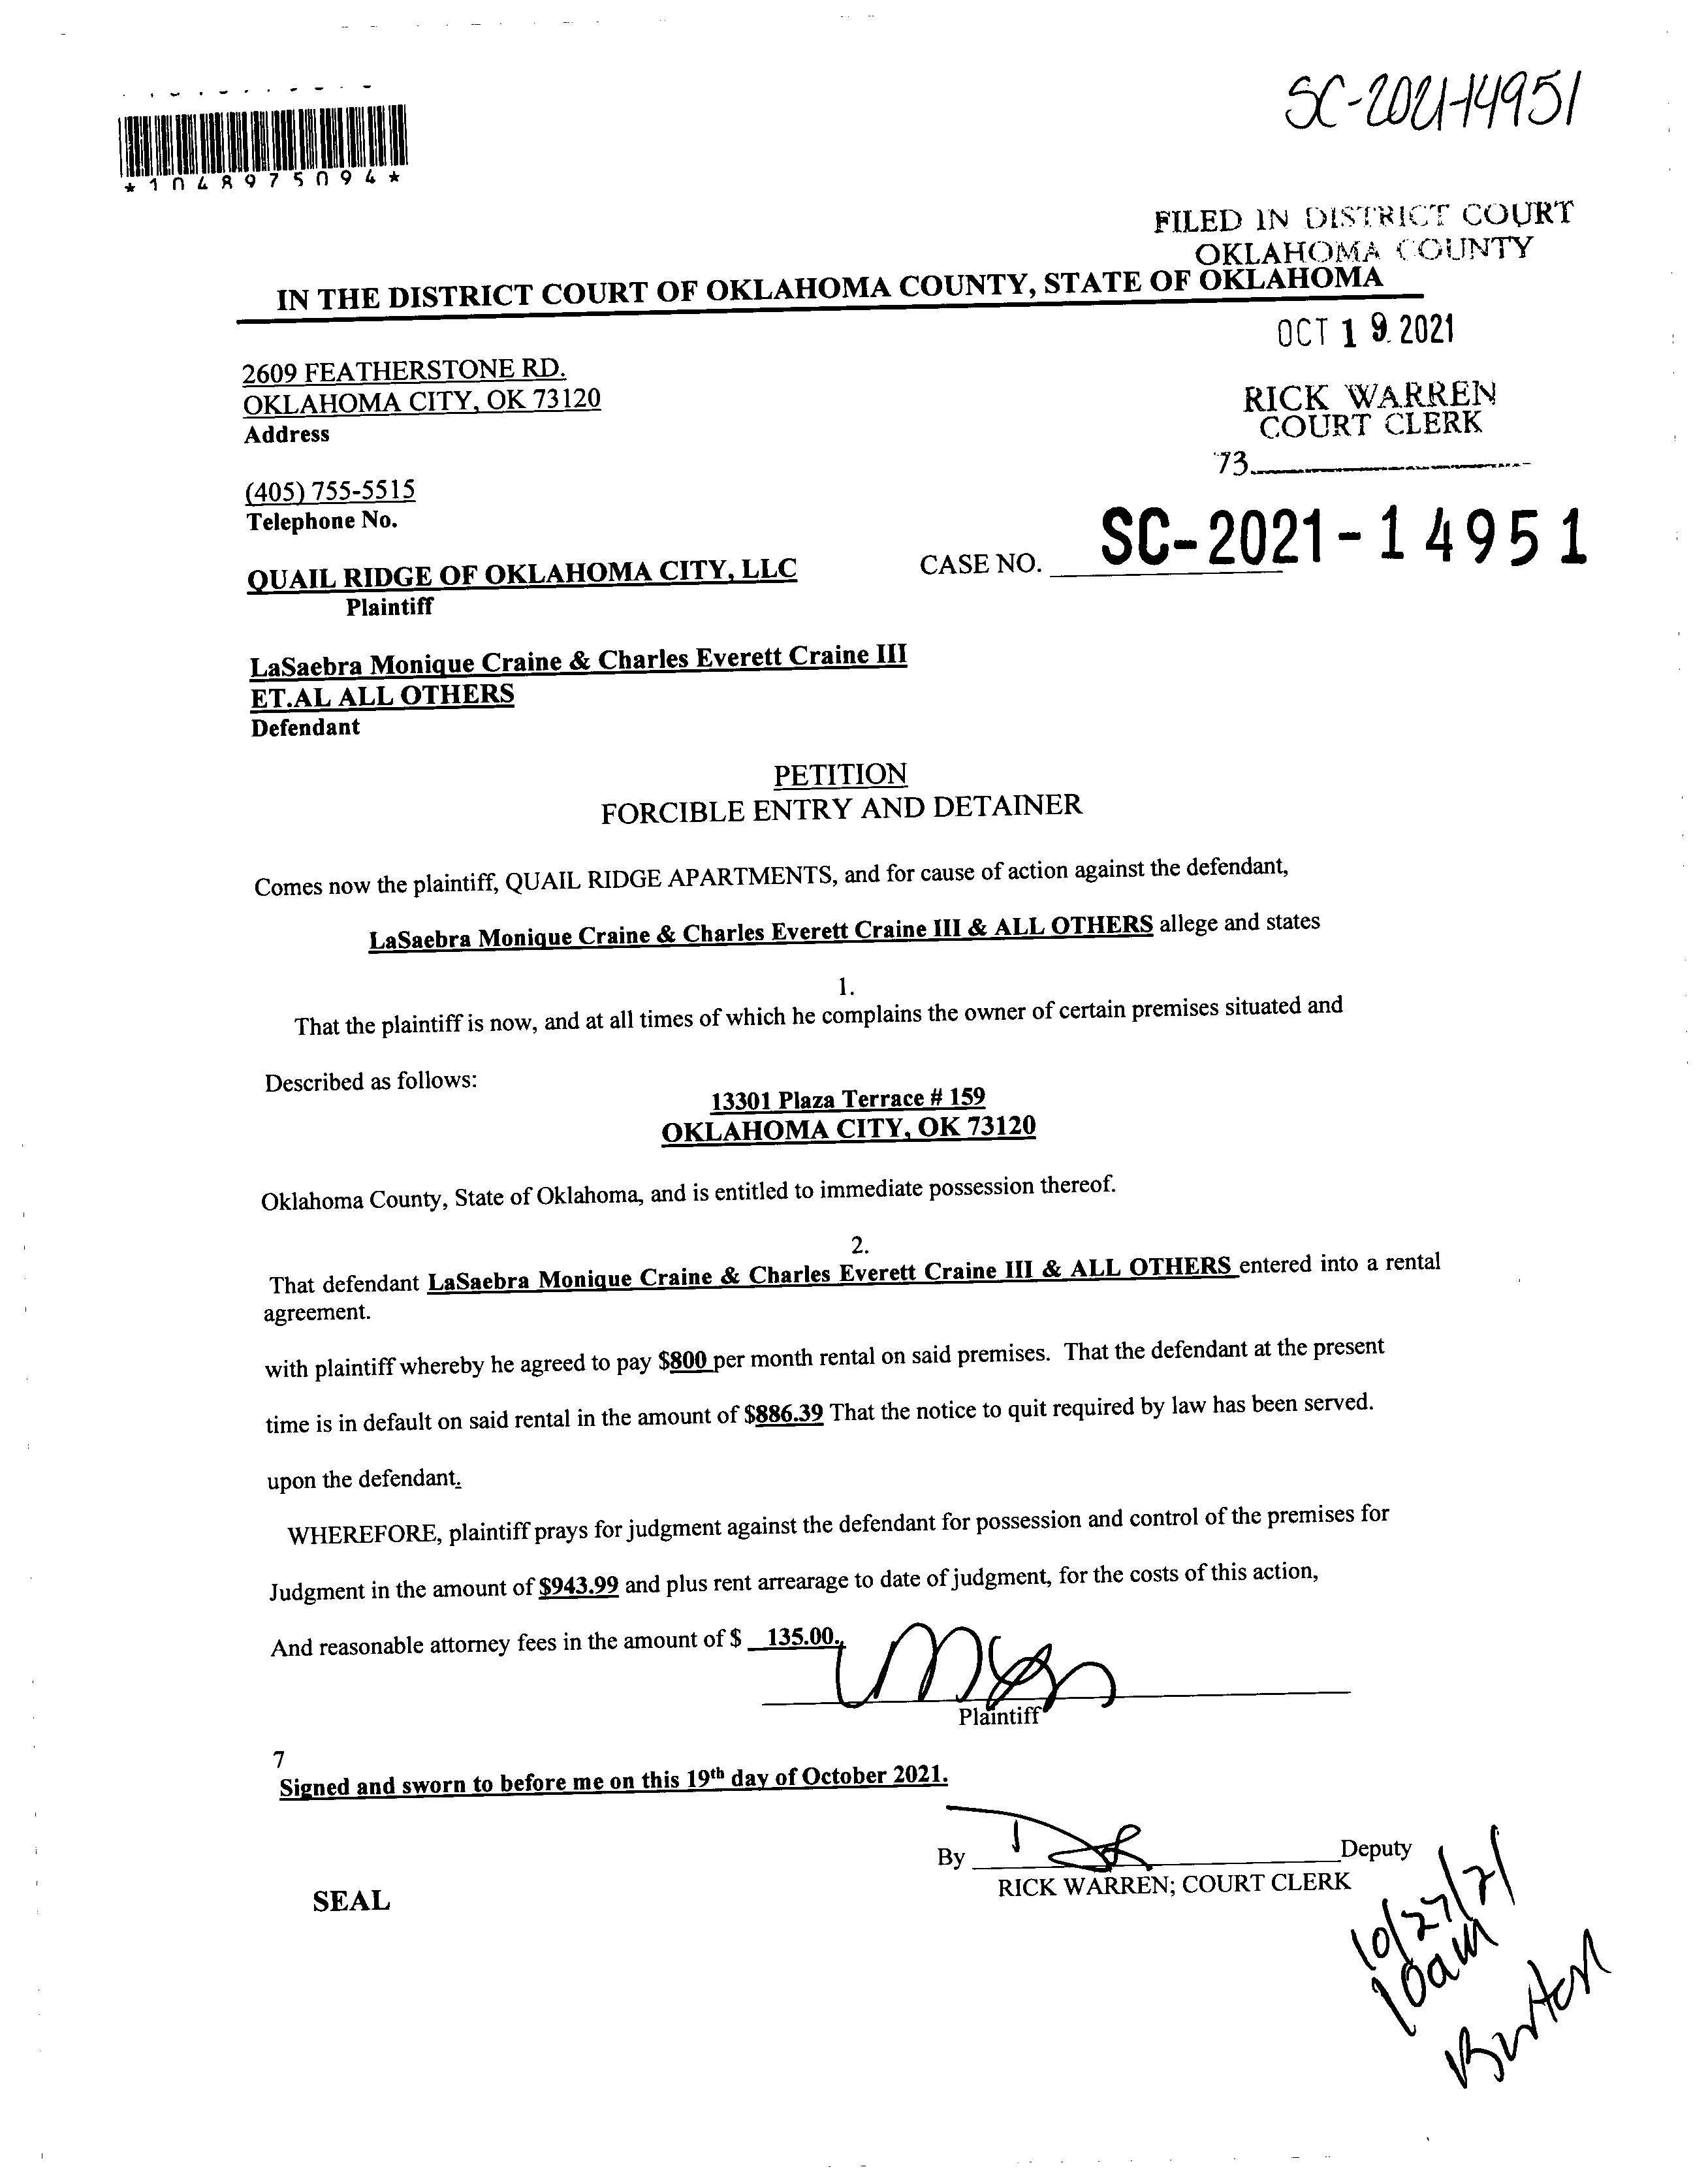 SC-2021-14951
*1048975094*
FILED IN DISTRICT COURT
OKLAHOMA COUNTY
IN THE DISTRICT COURT OF OKLAHOMA COUNTY, STATE OF OKLAHOMA
OCT 19 2021
2609 FEATHERSTONE RD.
OKLAHOMA CITY, OK 73120
Address
RICK WARREN
COURT CLERK
73
(405) 755-5515
Telephone No.
CASE NO. SC-2021-14951
QUAIL RIDGE OF OKLAHOMA CITY, LLC
Plaintiff
LaSaebra Monique Craine & Charles Everett Craine III
ET.AL ALL OTHERS
Defendant
PETITION
FORCIBLE ENTRY AND DETAINER
Comes now the plaintiff, QUAIL RIDGE APARTMENTS, and for cause of action against the defendant,
LaSaebra Monique Craine & Charles Everett Craine III & ALL OTHERS allege and states
1.
That the plaintiff is now, and at all times of which he complains the owner of certain premises situated and
Described as follows:
13301 Plaza Terrace # 159
OKLAHOMA CITY, OK 73120
Oklahoma County, State of Oklahoma, and is entitled to immediate possession thereof.
2.
That defendant LaSaebra Monique Craine & Charles Everett Craine III & ALL OTHERS entered into a rental
agreement.
with plaintiff whereby he agreed to pay $800 per month rental on said premises. That the defendant at the present
time is in default on said rental in the amount of $886.39 That the notice to quit required by law has been served.
upon the defendant.
WHEREFORE, plaintiff prays for judgment against the defendant for possession and control of the premises for
Judgment in the amount of $943.99 and plus rent arrearage to date of judgment, for the costs of this action,
And reasonable attorney fees in the amount of $ 135.00.
Plaintiff
7
Signed and sworn to before me on this 19th day of October 2021.
By Deputy
RICK WARREN; COURT CLERK
SEAL
10/27/21
10am
Burton